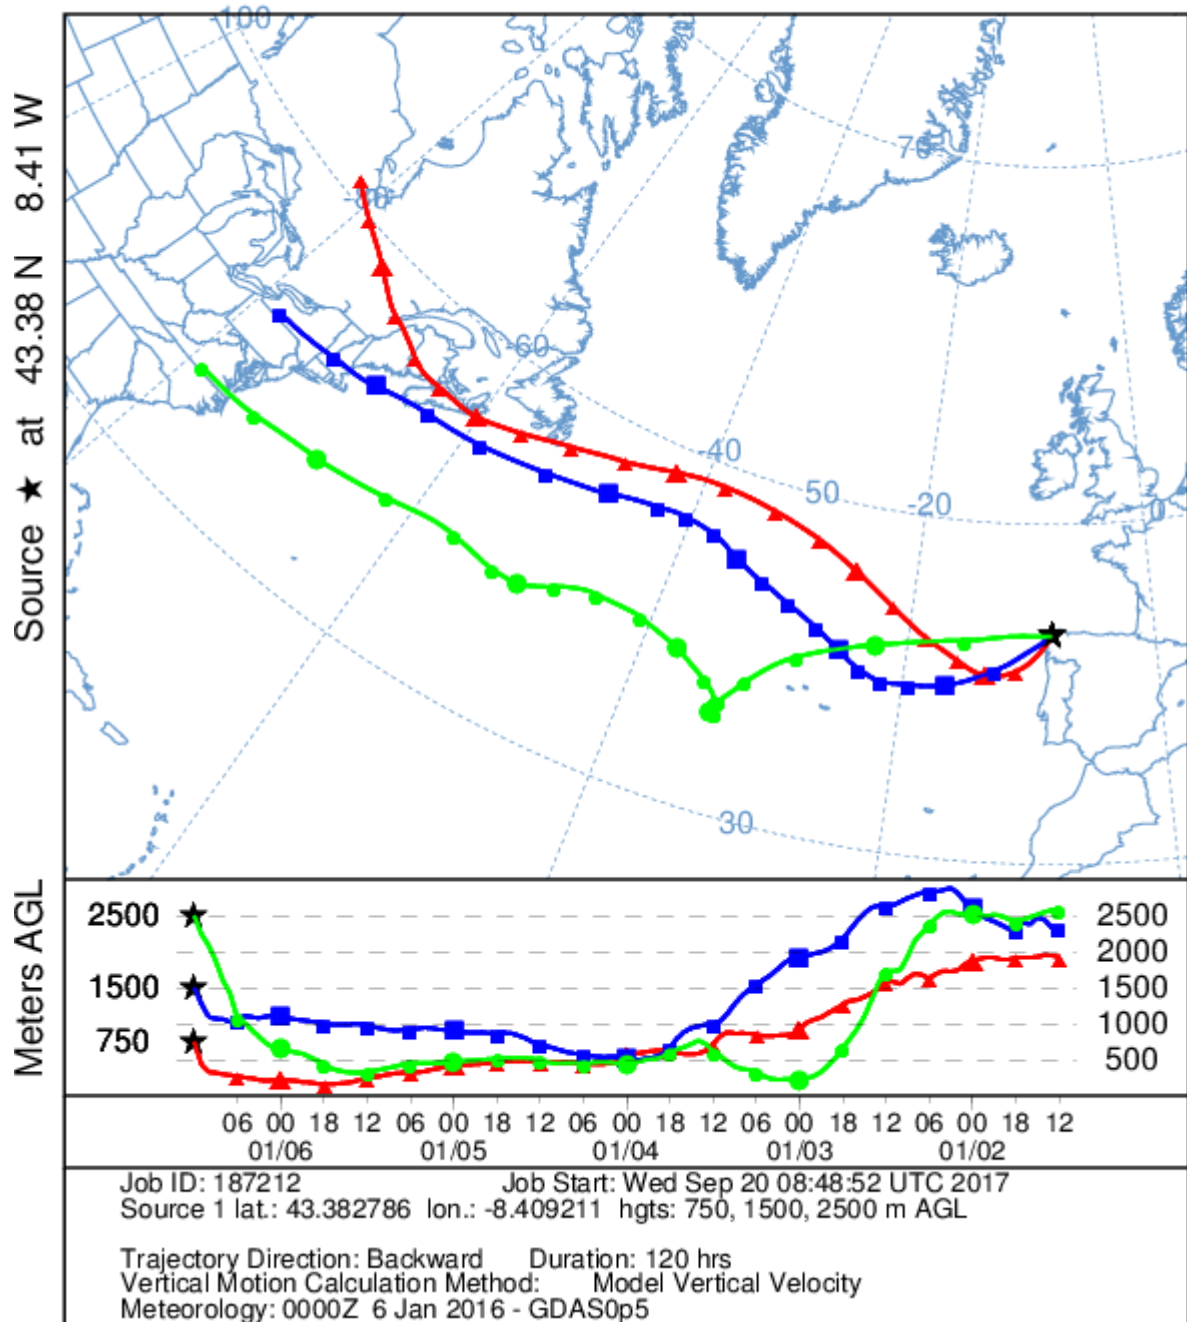 -100
70
-80
-60
-40
50
-20
0
30
Source ★ at 43.38 N 8.41 W
Meters AGL
2500 2500
2000
1500 1500
1000
750
500
06 00 18 12 06 00 18 12 06 00 18 12 06 00 18 12 06 00 18 12
01/06 01/05 01/04 01/03 01/02
Job ID: 187212 Job Start: Wed Sep 20 08:48:52 UTC 2017
Source 1 lat.: 43.382786 lon.: -8.409211 hgts: 750, 1500, 2500 m AGL
Trajectory Direction: Backward Duration: 120 hrs
Vertical Motion Calculation Method: Model Vertical Velocity
Meteorology: 0000Z 6 Jan 2016 - GDAS0p5